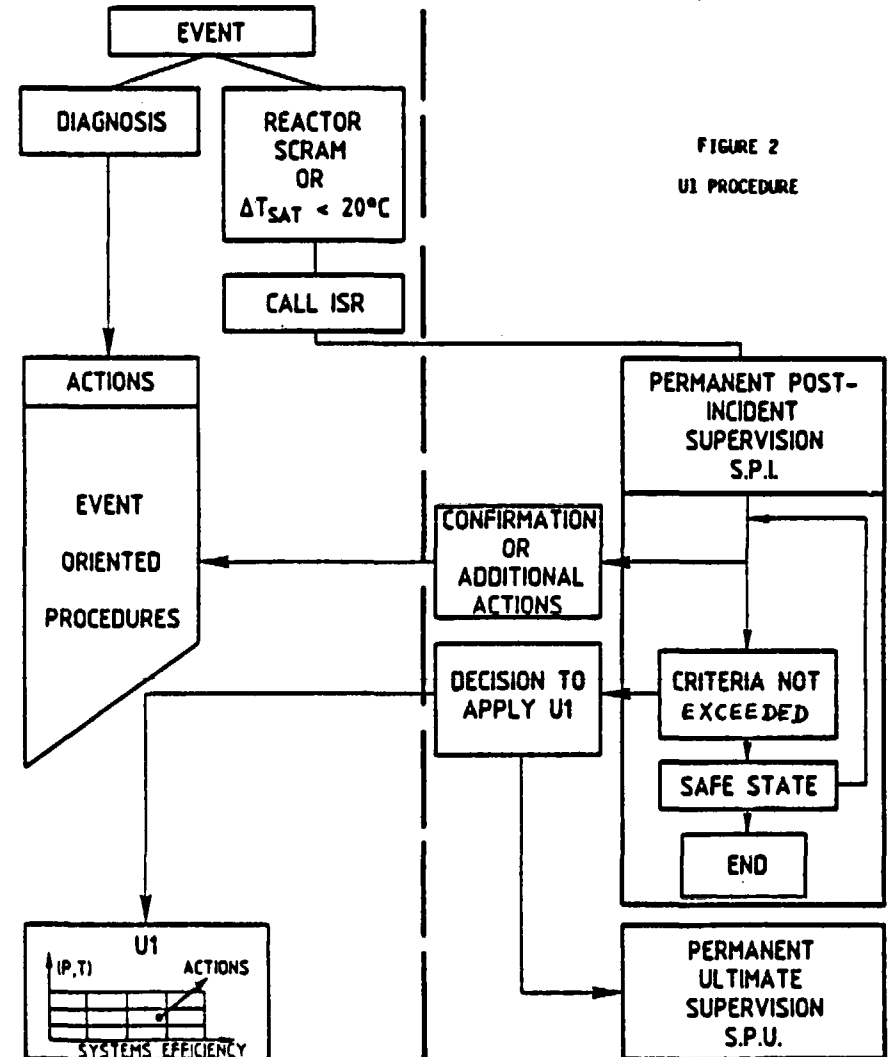 EVENT
DIAGNOSIS
REACTOR
SCRAM
OR
ΔTSAT < 20°C
FIGURE 2
U1 PROCEDURE
CALL ISR
ACTIONS
EVENT
ORIENTED
PROCEDURES
PERMANENT POST-
INCIDENT
SUPERVISION
S.P.I.
CONFIRMATION
OR
ADDITIONAL
ACTIONS
DECISION TO
APPLY U1
CRITERIA NOT
EXCEEDED
SAFE STATE
END
U1
(P,T)
ACTIONS
SYSTEMS EFFICIENCY
PERMANENT
ULTIMATE
SUPERVISION
S.P.U.